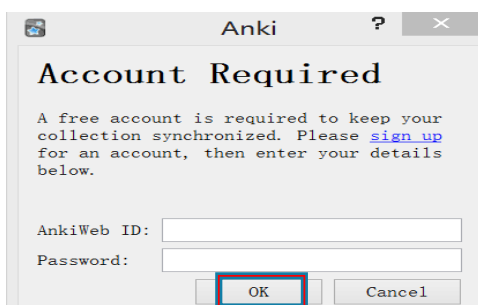 Anki ?
Account Required
A free account is required to keep your
collection synchronized. Please sign up
for an account, then enter your details
below.
AnkiWeb ID:
Password:
OK Cancel